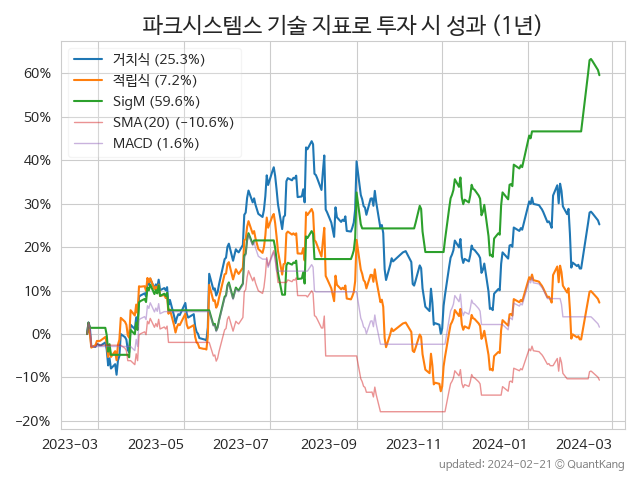 파크시스템스 기술 지표로 투자 시 성과 (1년)
거치식 (25.3%)
적립식 (7.2%)
SigM (59.6%)
SMA(20) (−10.6%)
MACD (1.6%)
60%
50%
40%
30%
20%
10%
0%
−10%
−20%
2023-03 2023-05 2023-07 2023-09 2023-11 2024-01 2024-03
updated: 2024-02-21 © QuantKang